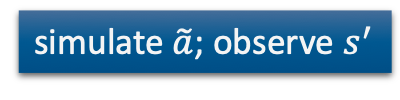 simulate ã; observe s′